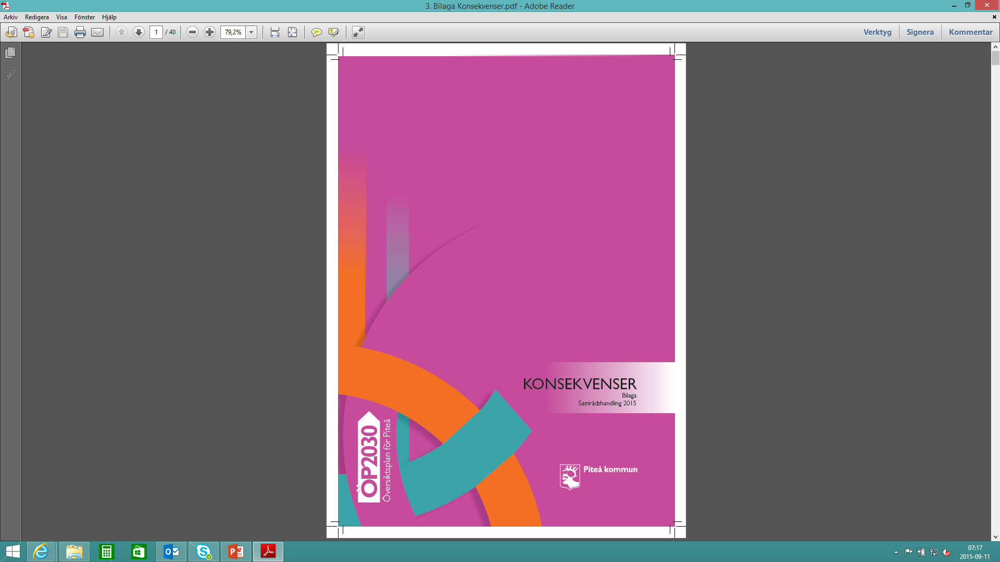 3. Bilaga Konsekvenser.pdf - Adobe Reader
Arkiv Redigera Visa Fönster Hjälp
1 / 40 79,2% Verktyg Signera Kommentar
KONSEKVENSER
Bilaga
Samrådshandling 2015
ÖP2030
Översiktsplan för Piteå
Piteå kommun
07:17
2015-09-11